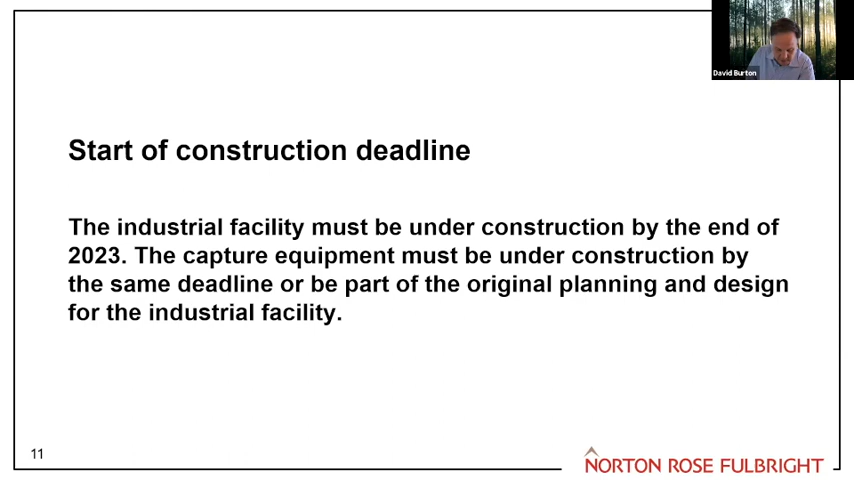 David Burton
Start of construction deadline
The industrial facility must be under construction by the end of
2023. The capture equipment must be under construction by
the same deadline or be part of the original planning and design
for the industrial facility.
11
NORTON ROSE FULBRIGHT